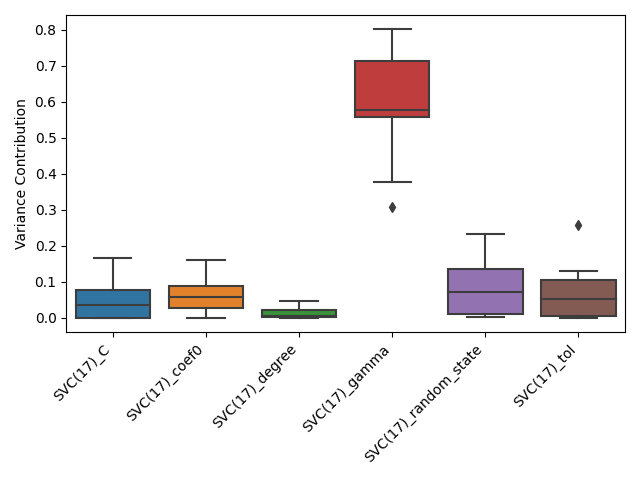 0.8
0.7
0.6
0.5
0.4
0.3
0.2
0.1
0.0
Variance Contribution
SVC(17)_C
SVC(17)_coef0
SVC(17)_degree
SVC(17)_gamma
SVC(17)_random_state
SVC(17)_tol